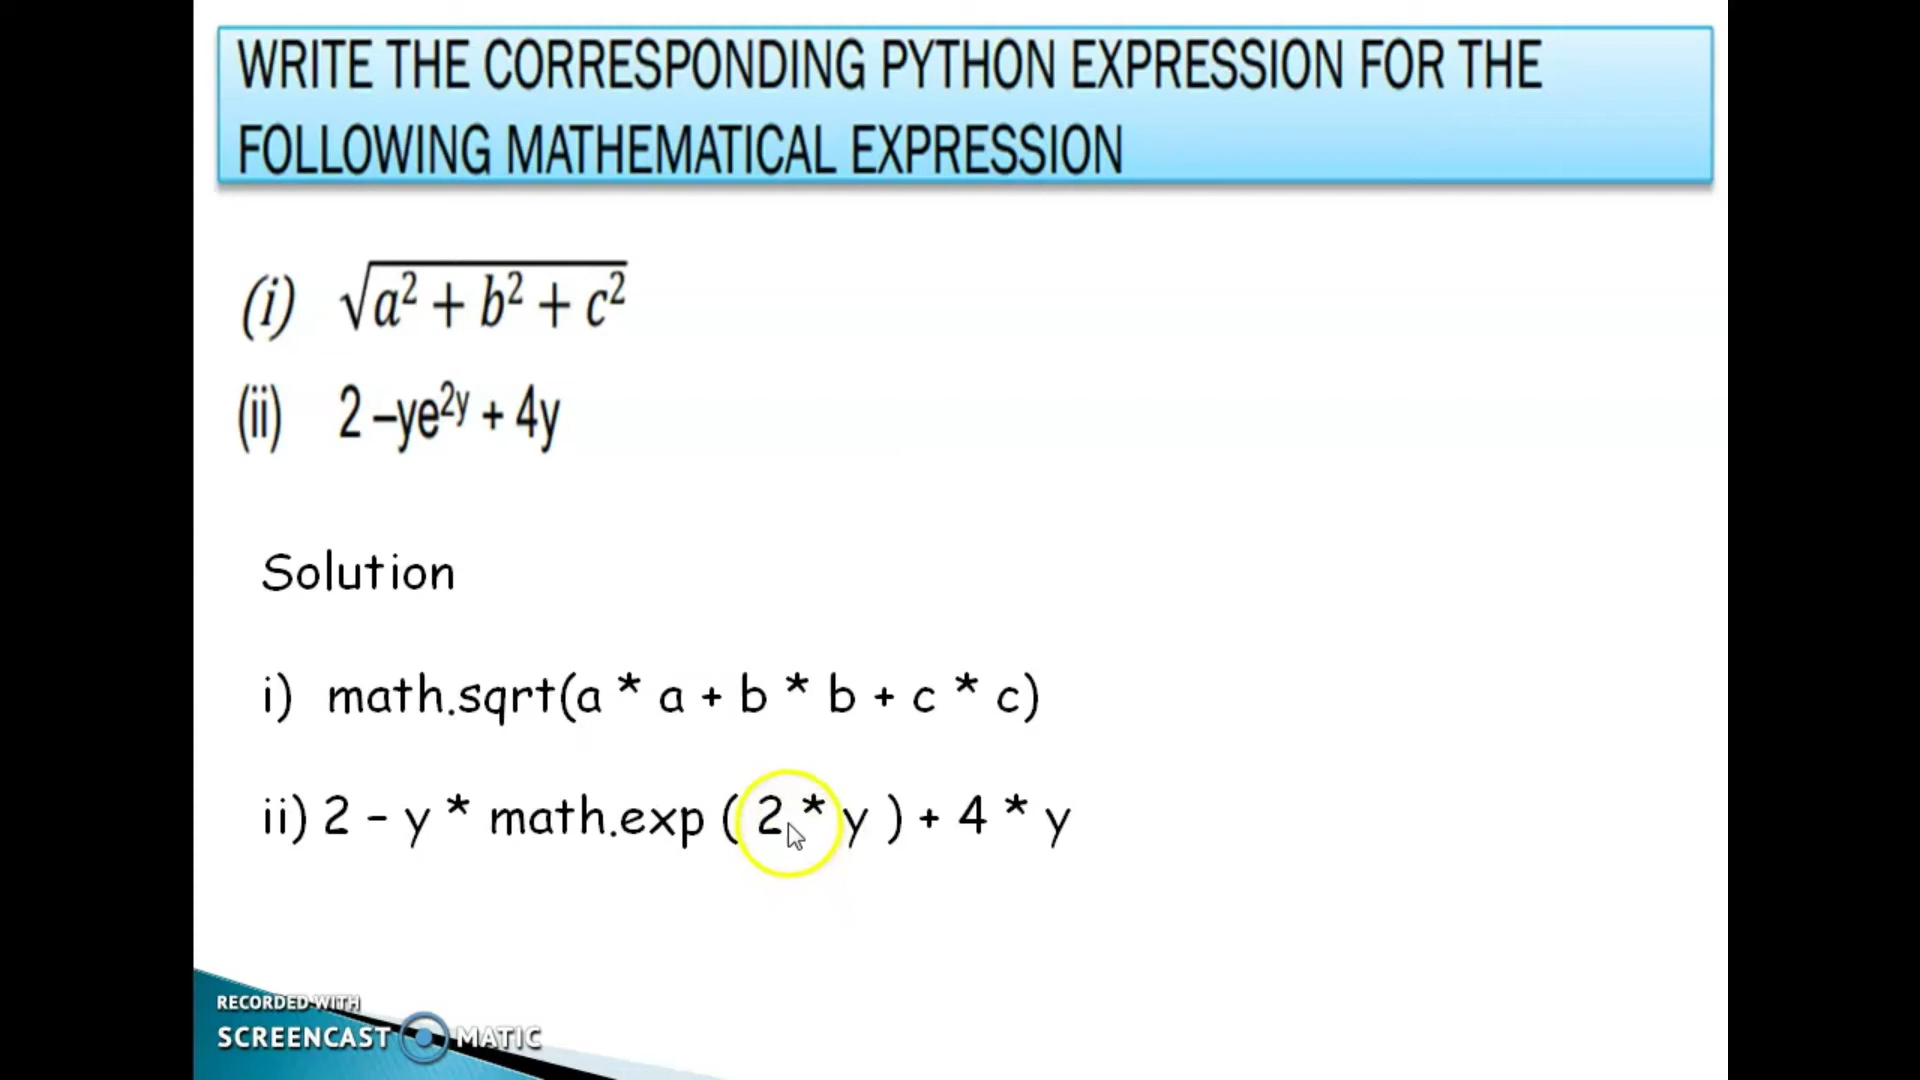 WRITE THE CORRESPONDING PYTHON EXPRESSION FOR THE
FOLLOWING MATHEMATICAL EXPRESSION
(i) √a² + b² + c²
(ii) 2 –ye²ʸ + 4y
Solution
i) math.sqrt(a * a + b * b + c * c)
ii) 2 – y * math.exp ( 2 * y ) + 4 * y
RECORDED WITH
SCREENCAST MATIC